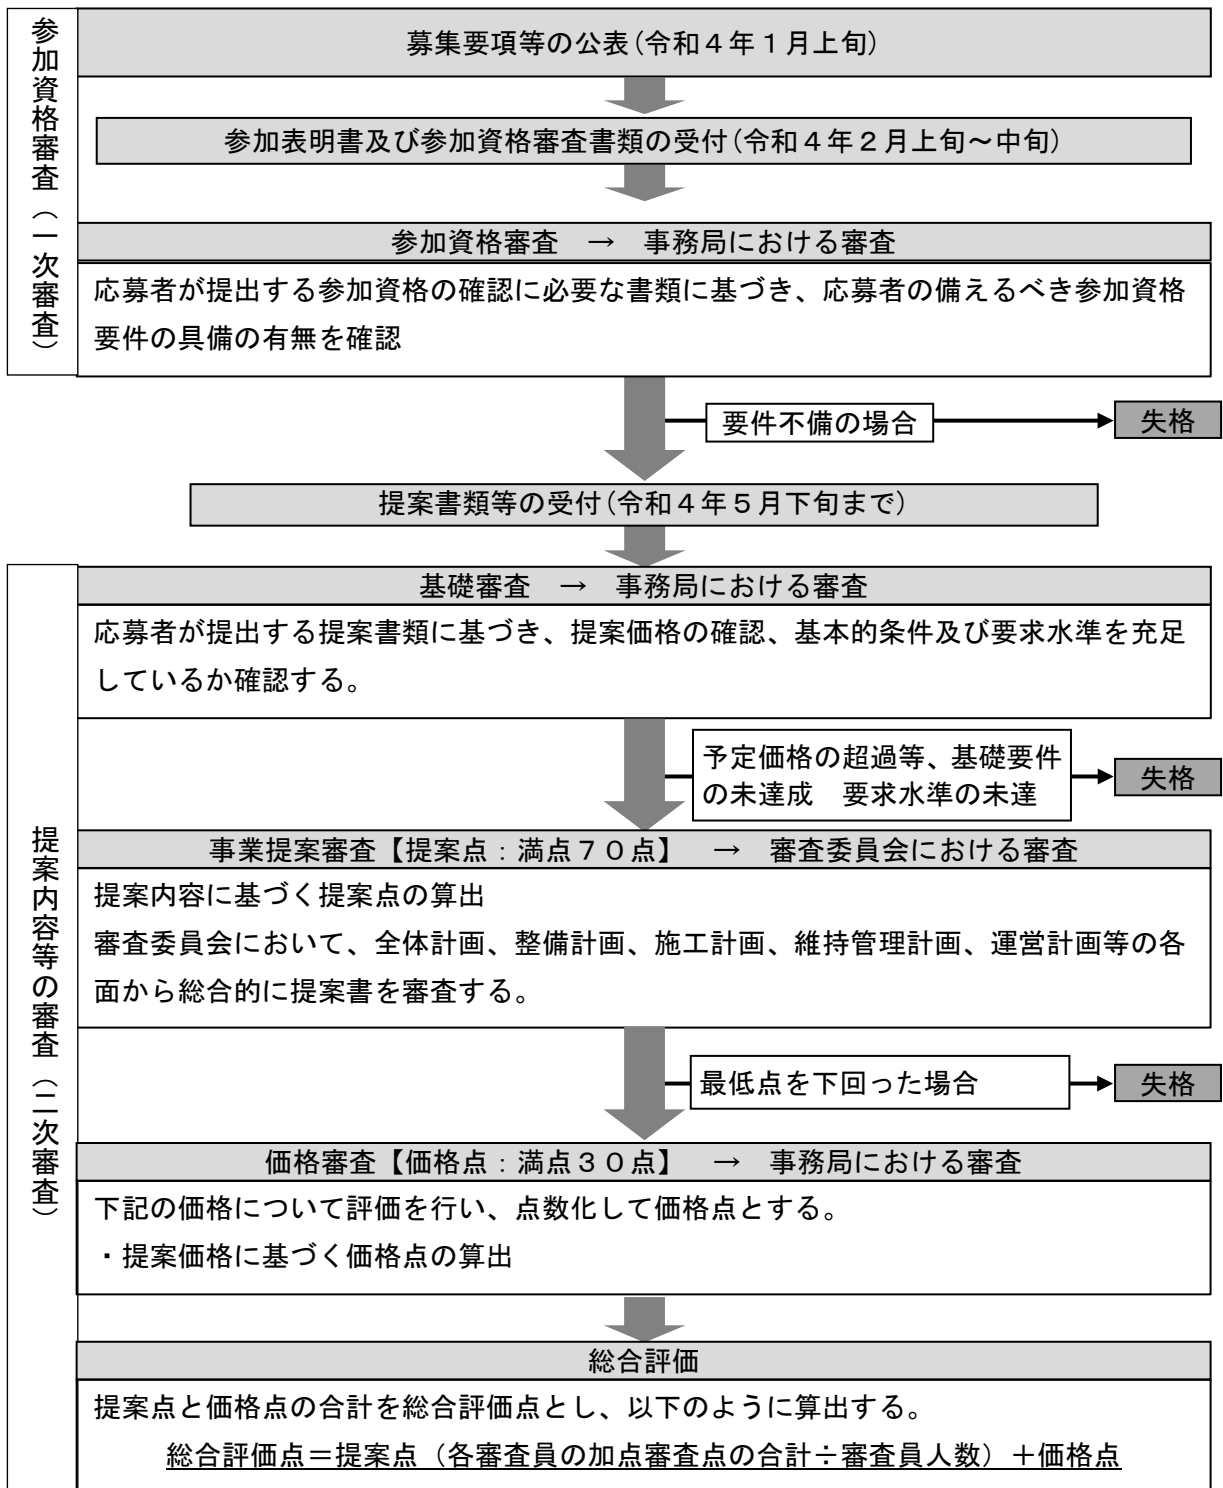 参加資格審査（一次審査）
募集要項等の公表(令和４年１月上旬)
参加表明書及び参加資格審査書類の受付(令和４年２月上旬～中旬)
参加資格審査　→　事務局における審査
応募者が提出する参加資格の確認に必要な書類に基づき、応募者の備えるべき参加資格
要件の具備の有無を確認
要件不備の場合
失格
提案書類等の受付(令和４年５月下旬まで)
提案内容等の審査（二次審査）
基礎審査　→　事務局における審査
応募者が提出する提案書類に基づき、提案価格の確認、基本的条件及び要求水準を充足
しているか確認する。
予定価格の超過等、基礎要件
の未達成　要求水準の未達
失格
事業提案審査【提案点：満点７０点】　→　審査委員会における審査
提案内容に基づく提案点の算出
審査委員会において、全体計画、整備計画、施工計画、維持管理計画、運営計画等の各
面から総合的に提案書を審査する。
最低点を下回った場合
失格
価格審査【価格点：満点３０点】　→　事務局における審査
下記の価格について評価を行い、点数化して価格点とする。
・提案価格に基づく価格点の算出
総合評価
提案点と価格点の合計を総合評価点とし、以下のように算出する。
総合評価点＝提案点（各審査員の加点審査点の合計÷審査員人数）＋価格点